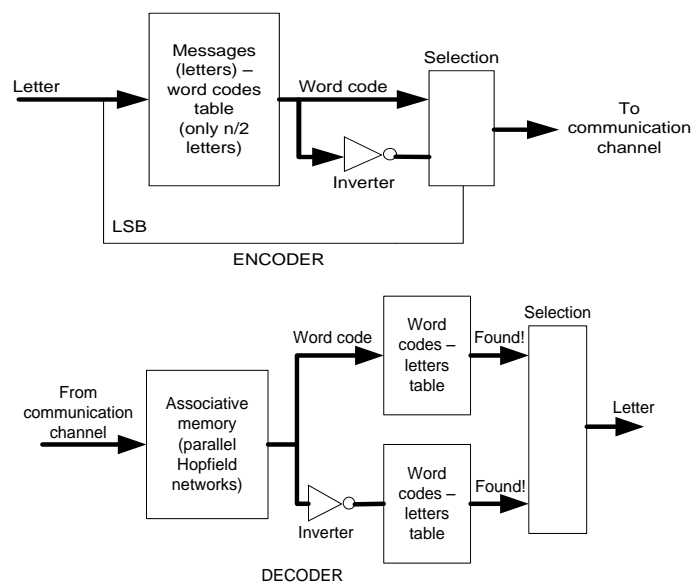 Letter
Messages
(letters) –
word codes
table
(only n/2
letters)
Word code
Inverter
Selection
To
communication
channel
LSB
ENCODER
From
communication
channel
Associative
memory
(parallel
Hopfield
networks)
Word code
Inverter
Word
codes –
letters
table
Found!
Word
codes –
letters
table
Found!
Selection
Letter
DECODER